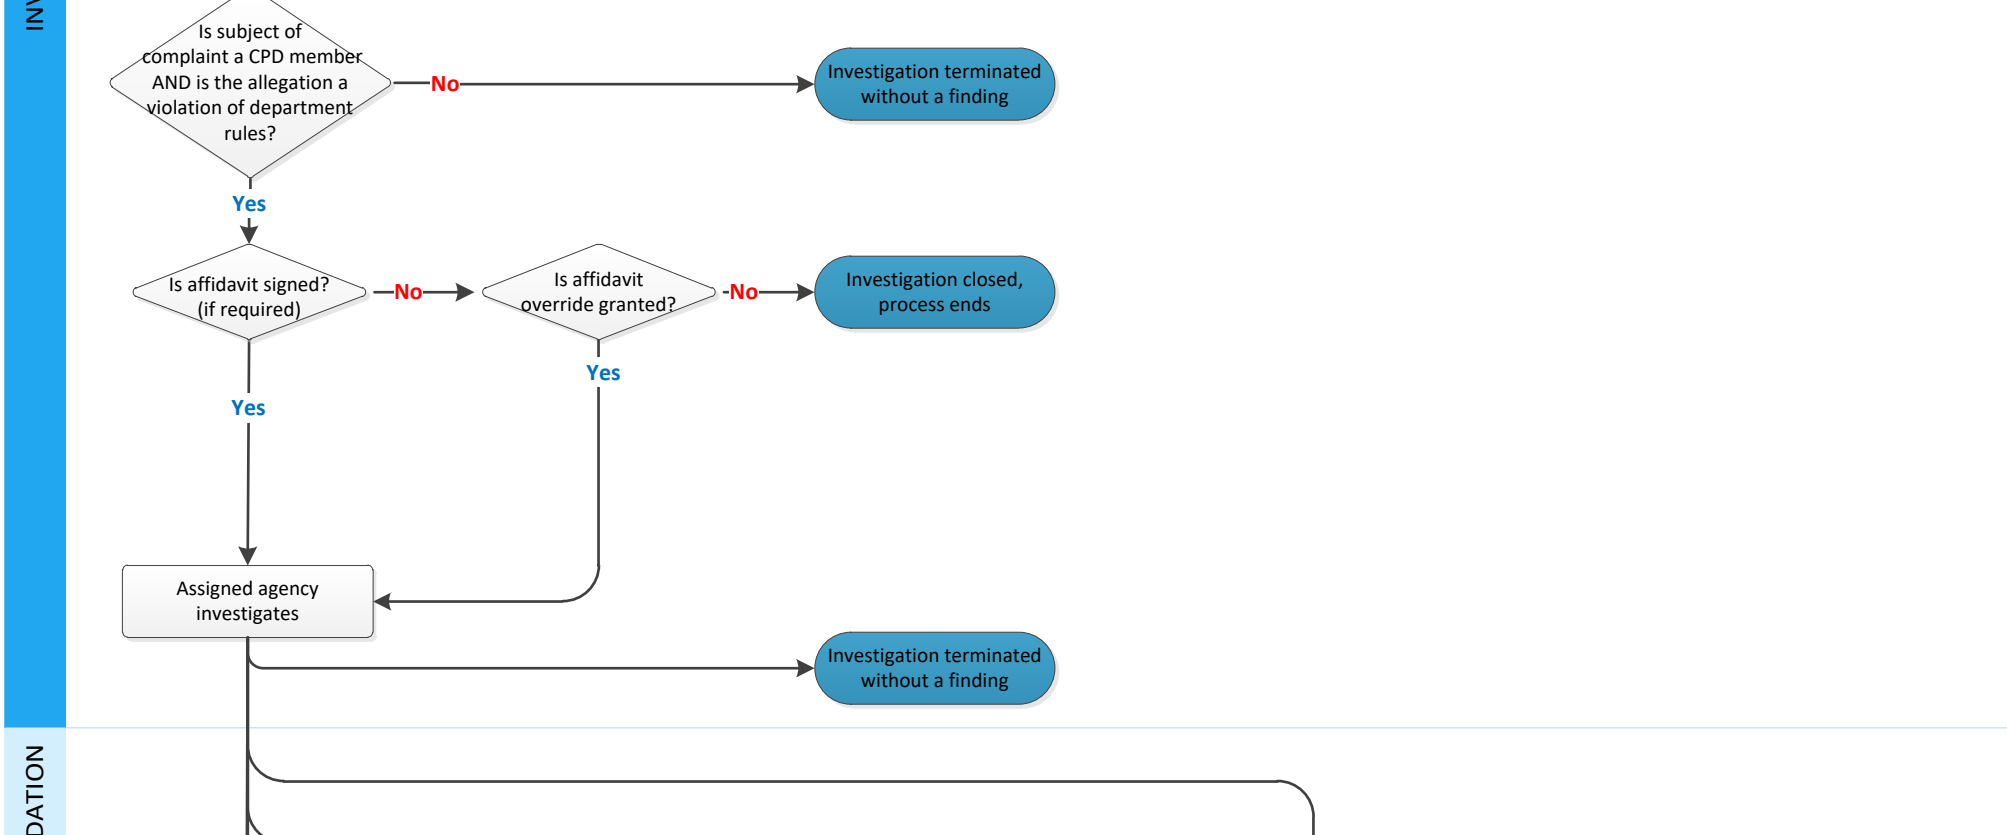 INV
Is subject of
complaint a CPD member
AND is the allegation a
violation of department
rules?
No
Investigation terminated
without a finding
Yes
Is affidavit signed?
(if required)
No
Is affidavit
override granted?
No
Investigation closed,
process ends
Yes
Yes
Assigned agency
investigates
Investigation terminated
without a finding
DATION